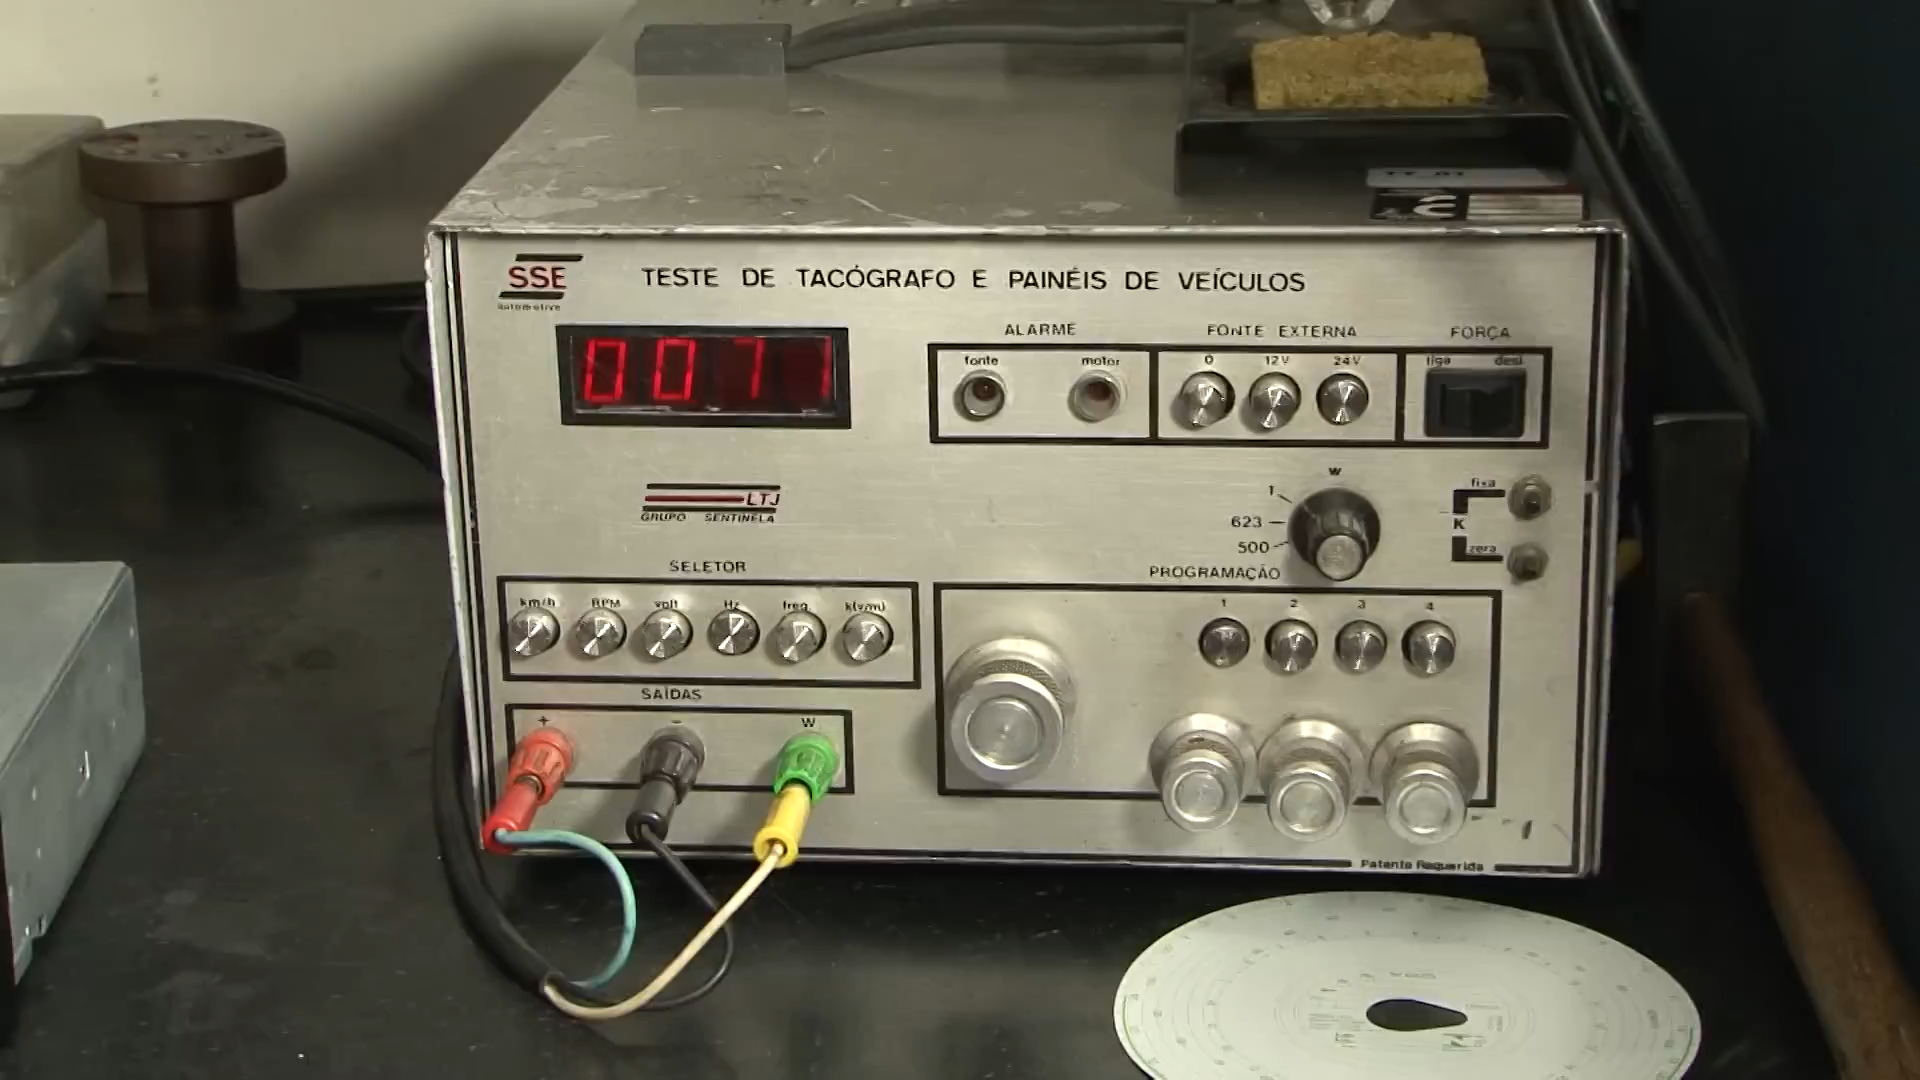 SSE
automotive
TESTE DE TACÓGRAFO E PAINÉIS DE VEÍCULOS
0071
ALARME
fonte motor
FONTE EXTERNA
0 12V 24V
FORÇA
liga desl
LTJ
GRUPO SENTINELA
W
1
623
500
fixa
K
zera
SELETOR
km/h RPM volt Hz freq.
PROGRAMAÇÃO
1 2 3 4
SAÍDAS
+ - W
Patente Requerida